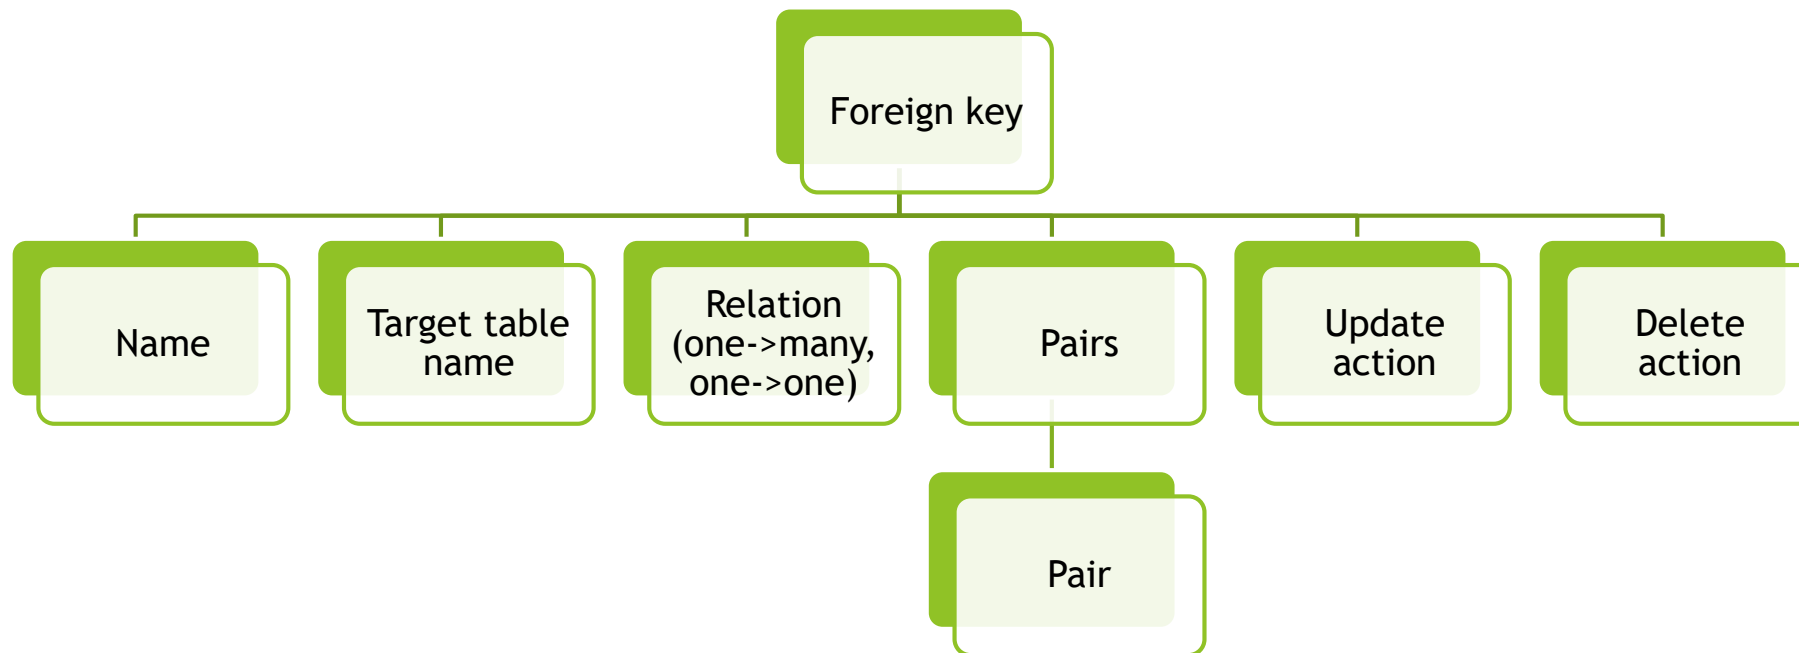 Foreign key
Name
Target table
name
Relation
(one->many,
one->one)
Pairs
Update
action
Delete
action
Pair